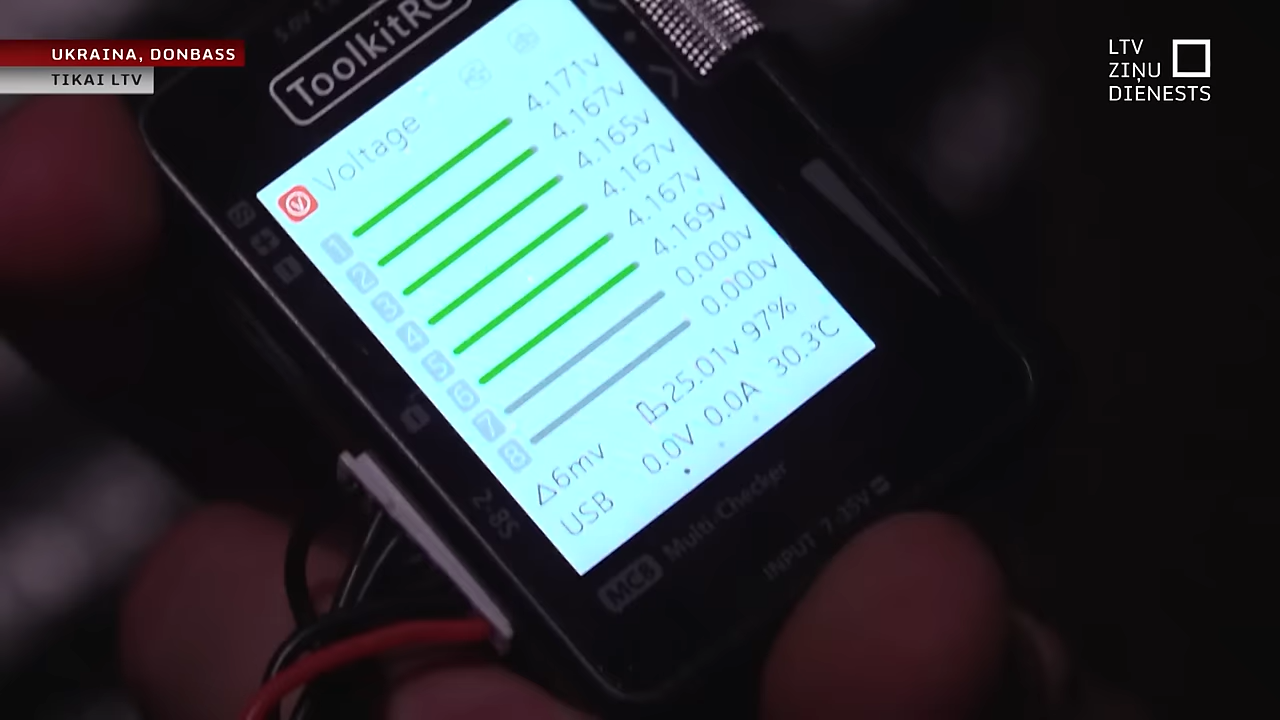 UKRAINA, DONBASS
TIKAI LTV
LTV
ZIŅU
DIENESTS
ToolkitRC
Voltage
1 4.171v
2 4.167v
3 4.165v
4 4.167v
5 4.167v
6 4.169v
7 0.000v
8 0.000v
25.01v 97%
Δ6mv
USB 0.0V 0.0A 30.3℃
2-8S
MC8 Multi-Checker
INPUT 7-35V